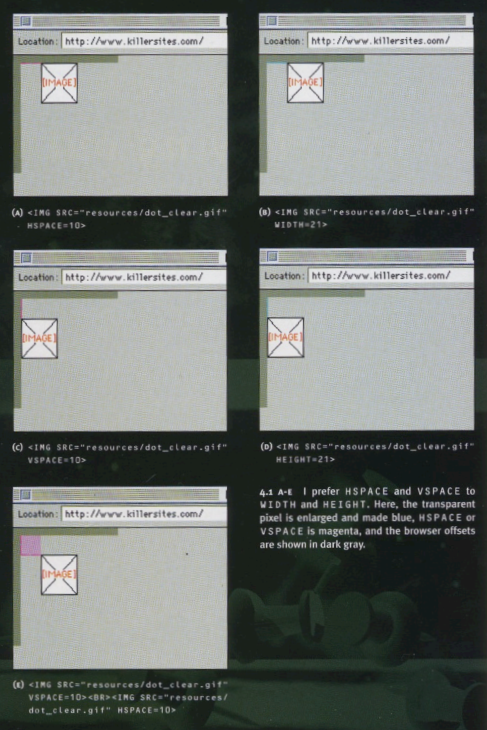 Location: http://www.killersites.com/
[IMAGE]
(A) <IMG SRC="resources/dot_clear.gif"
HSPACE=10>
Location: http://www.killersites.com/
[IMAGE]
(B) <IMG SRC="resources/dot_clear.gif"
WIDTH=21>
Location: http://www.killersites.com/
[IMAGE]
(C) <IMG SRC="resources/dot_clear.gif"
VSPACE=10>
Location: http://www.killersites.com/
[IMAGE]
(D) <IMG SRC="resources/dot_clear.gif"
HEIGHT=21>
4.1 A-E I prefer HSPACE and VSPACE to
WIDTH and HEIGHT. Here, the transparent
pixel is enlarged and made blue, HSPACE or
VSPACE is magenta, and the browser offsets
are shown in dark gray.
Location: http://www.killersites.com/
[IMAGE]
(E) <IMG SRC="resources/dot_clear.gif"
VSPACE=10><BR><IMG SRC="resources/
dot_clear.gif" HSPACE=10>